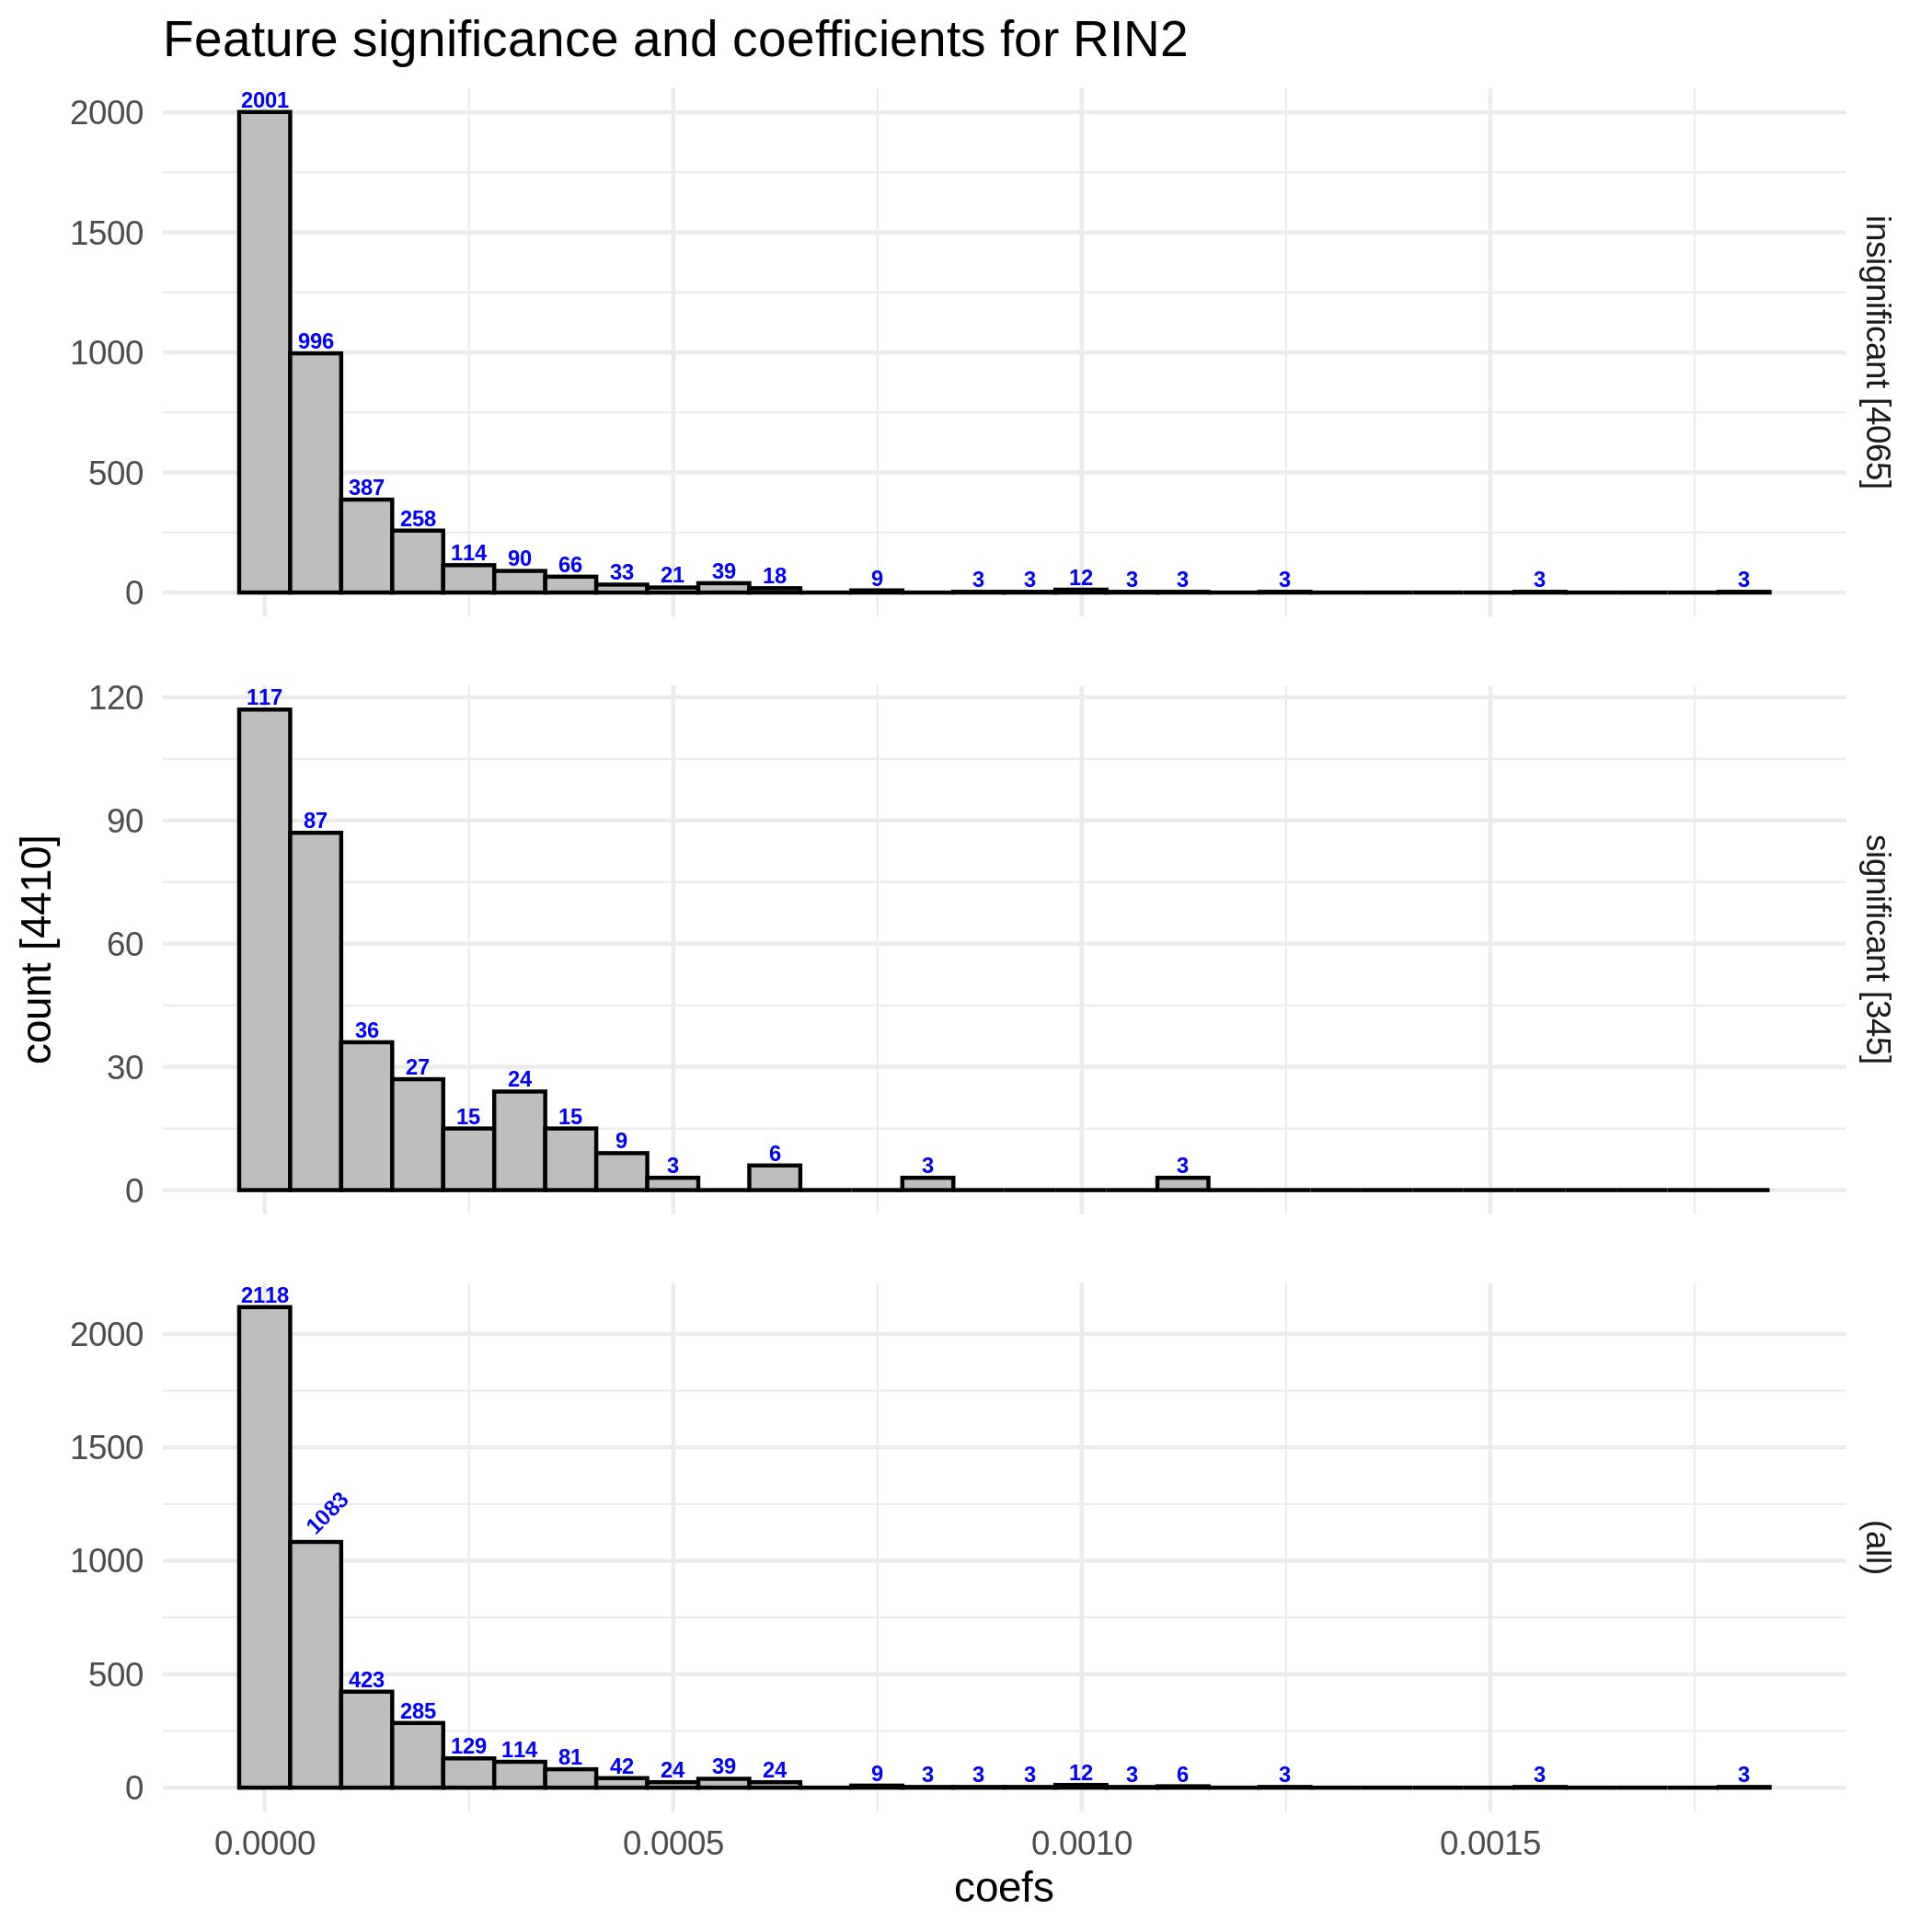 Feature significance and coefficients for RIN2
2001
2000
1500
996
1000
387
500
258
114 90 66 33 21 39 18 9 3 3 12 3 3 3 3 3
0
insignificant [4065]
120
117
90
87
60
36
30
27
15 24 15 9 3 6 3 3
0
significant [345]
count [4410]
2118
2000
1500
1083
1000
423
500
285
129 114 81 42 24 39 24 9 3 3 3 12 3 6 3 3 3
0
(all)
0.0000 0.0005 0.0010 0.0015
coefs